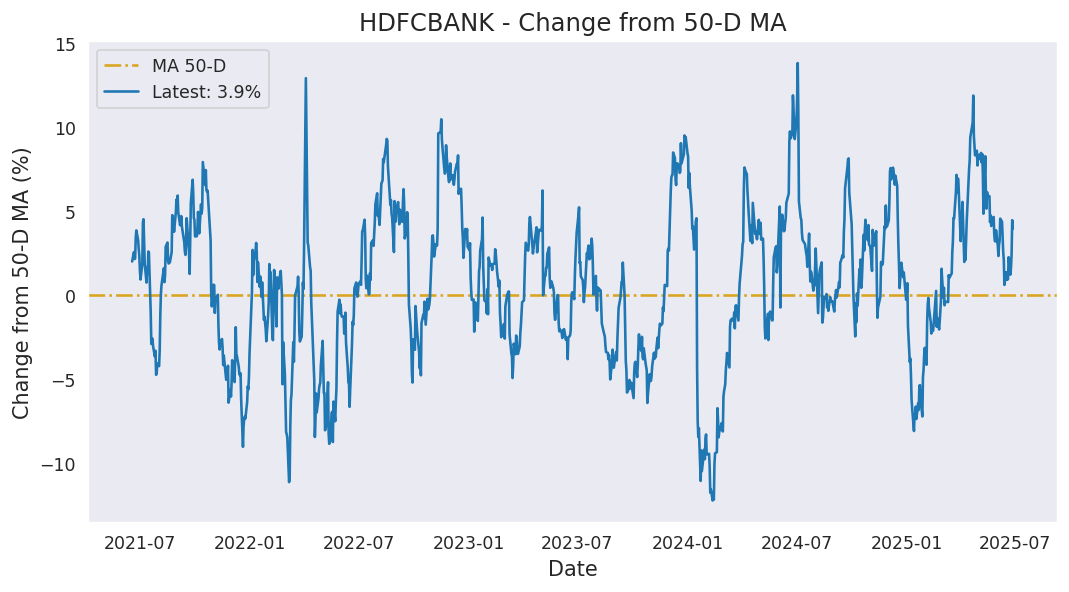 HDFCBANK - Change from 50-D MA
MA 50-D
Latest: 3.9%
Change from 50-D MA (%)
15
10
5
0
−5
−10
2021-07 2022-01 2022-07 2023-01 2023-07 2024-01 2024-07 2025-01 2025-07
Date